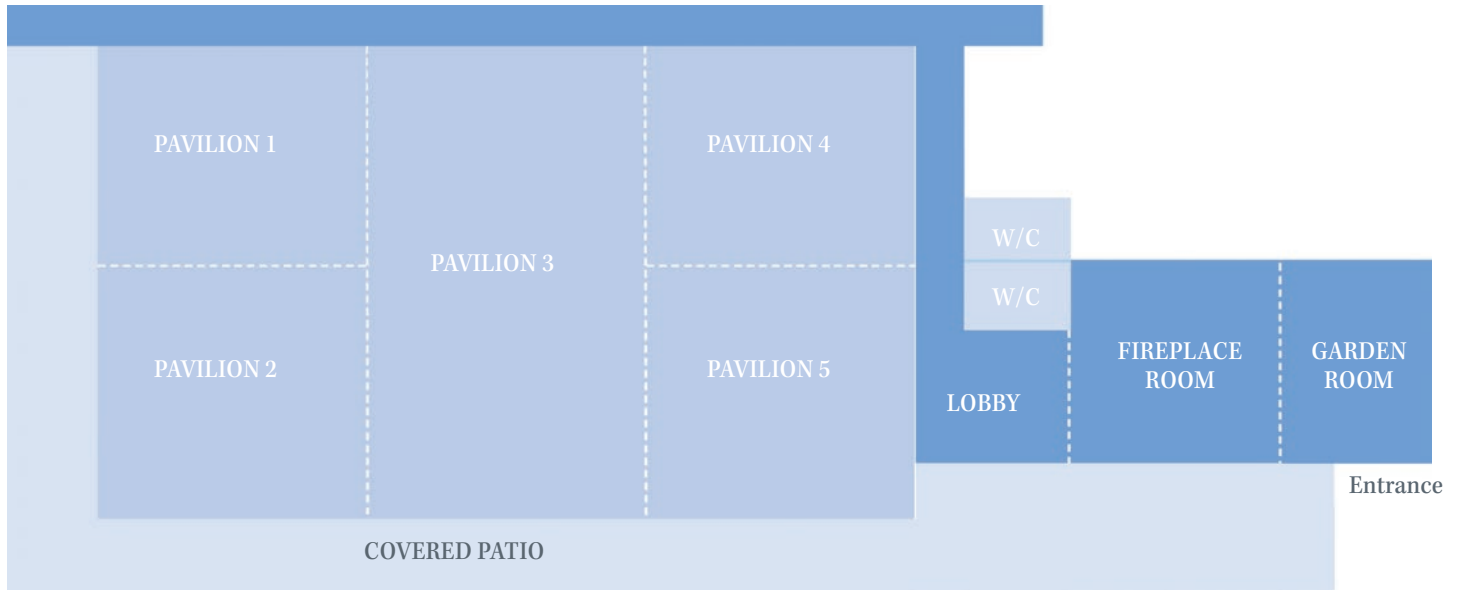 PAVILION 1
PAVILION 4
W/C
PAVILION 3
W/C
PAVILION 2
PAVILION 5
FIREPLACE
ROOM
GARDEN
ROOM
LOBBY
Entrance
COVERED PATIO